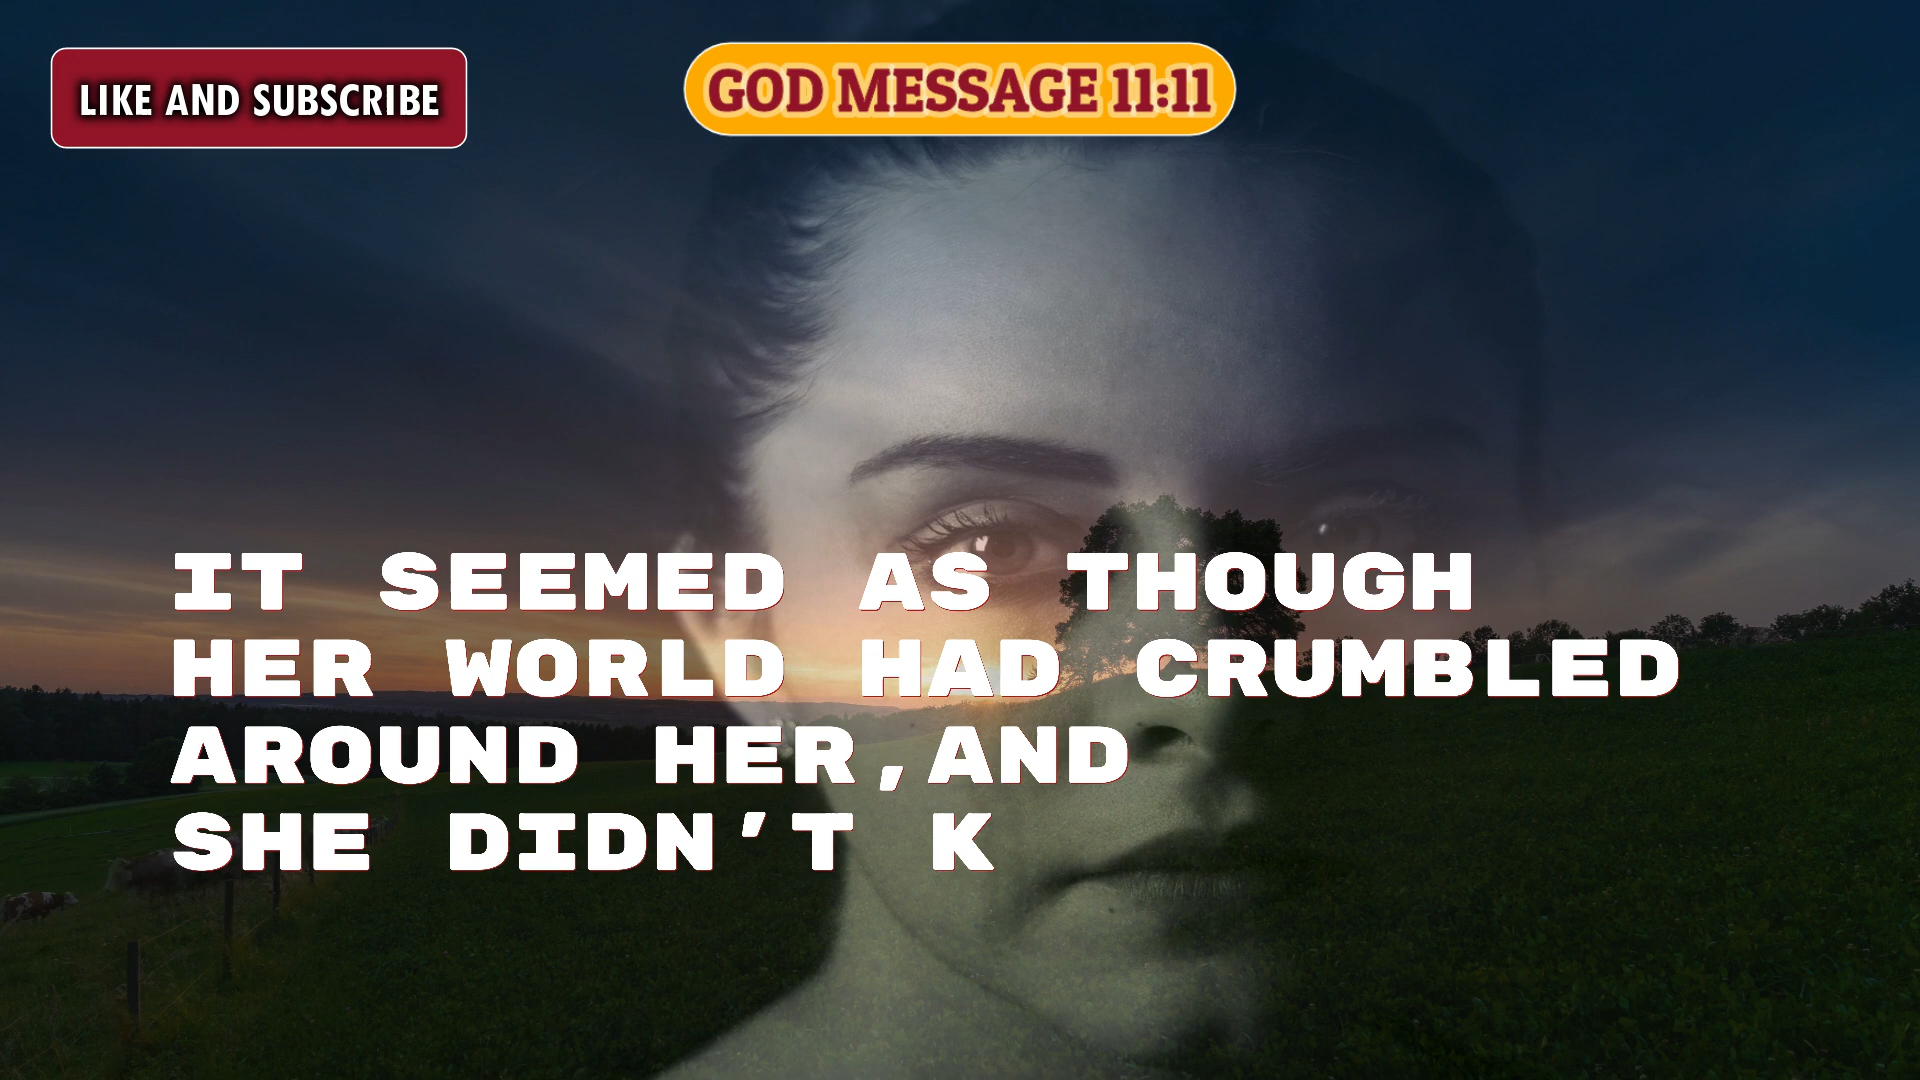 LIKE AND SUBSCRIBE
GOD MESSAGE 11:11
IT SEEMED AS THOUGH
HER WORLD HAD CRUMBLED
AROUND HER,AND
SHE DIDN'T K